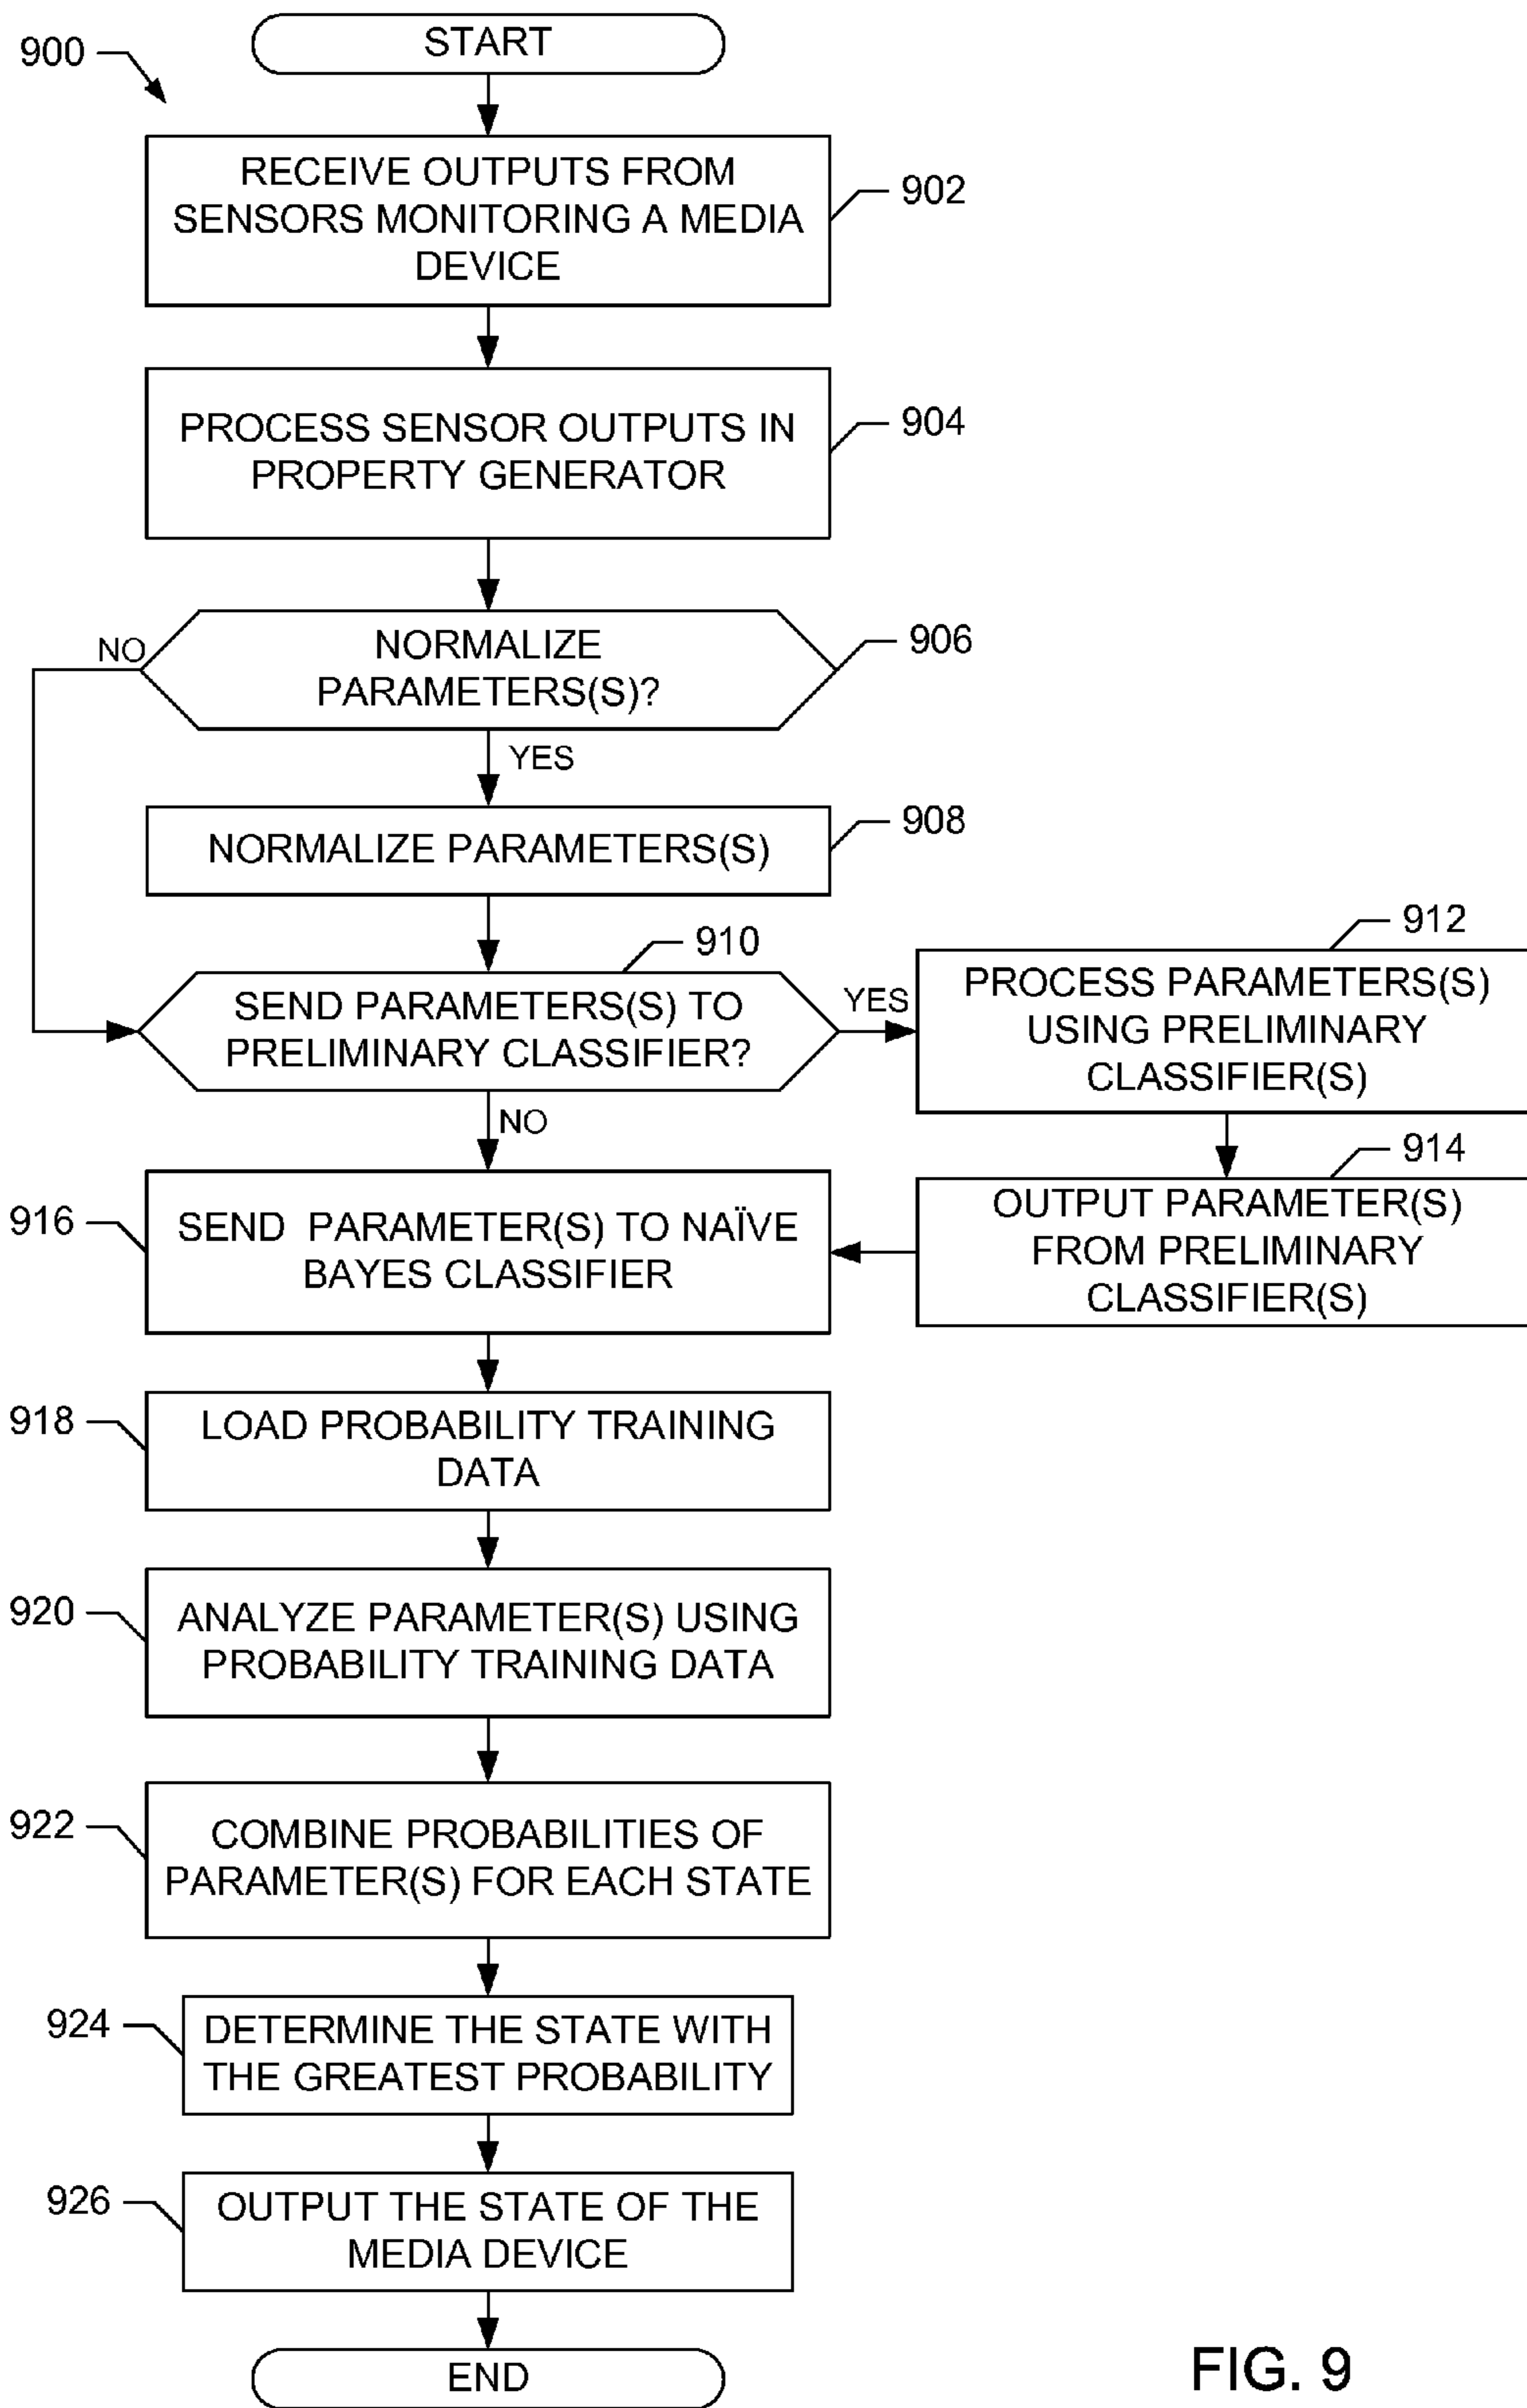 900
START
RECEIVE OUTPUTS FROM
SENSORS MONITORING A MEDIA
DEVICE
902
PROCESS SENSOR OUTPUTS IN
PROPERTY GENERATOR
904
NORMALIZE
PARAMETERS(S)?
906
NO
YES
NORMALIZE PARAMETERS(S)
908
910
SEND PARAMETERS(S) TO
PRELIMINARY CLASSIFIER?
YES
NO
912
PROCESS PARAMETERS(S)
USING PRELIMINARY
CLASSIFIER(S)
914
OUTPUT PARAMETER(S)
FROM PRELIMINARY
CLASSIFIER(S)
916
SEND PARAMETER(S) TO NAÏVE
BAYES CLASSIFIER
918
LOAD PROBABILITY TRAINING
DATA
920
ANALYZE PARAMETER(S) USING
PROBABILITY TRAINING DATA
922
COMBINE PROBABILITIES OF
PARAMETER(S) FOR EACH STATE
924
DETERMINE THE STATE WITH
THE GREATEST PROBABILITY
926
OUTPUT THE STATE OF THE
MEDIA DEVICE
END
FIG. 9